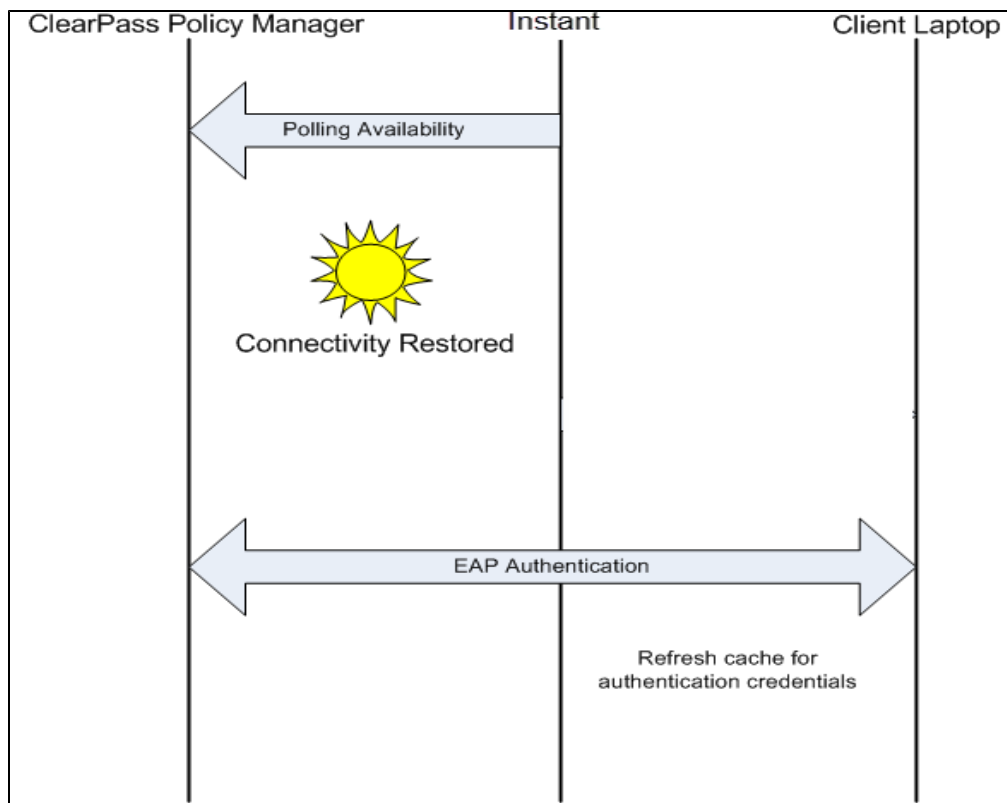 ClearPass Policy Manager
Instant
Client Laptop
Polling Availability
Connectivity Restored
EAP Authentication
Refresh cache for
authentication credentials